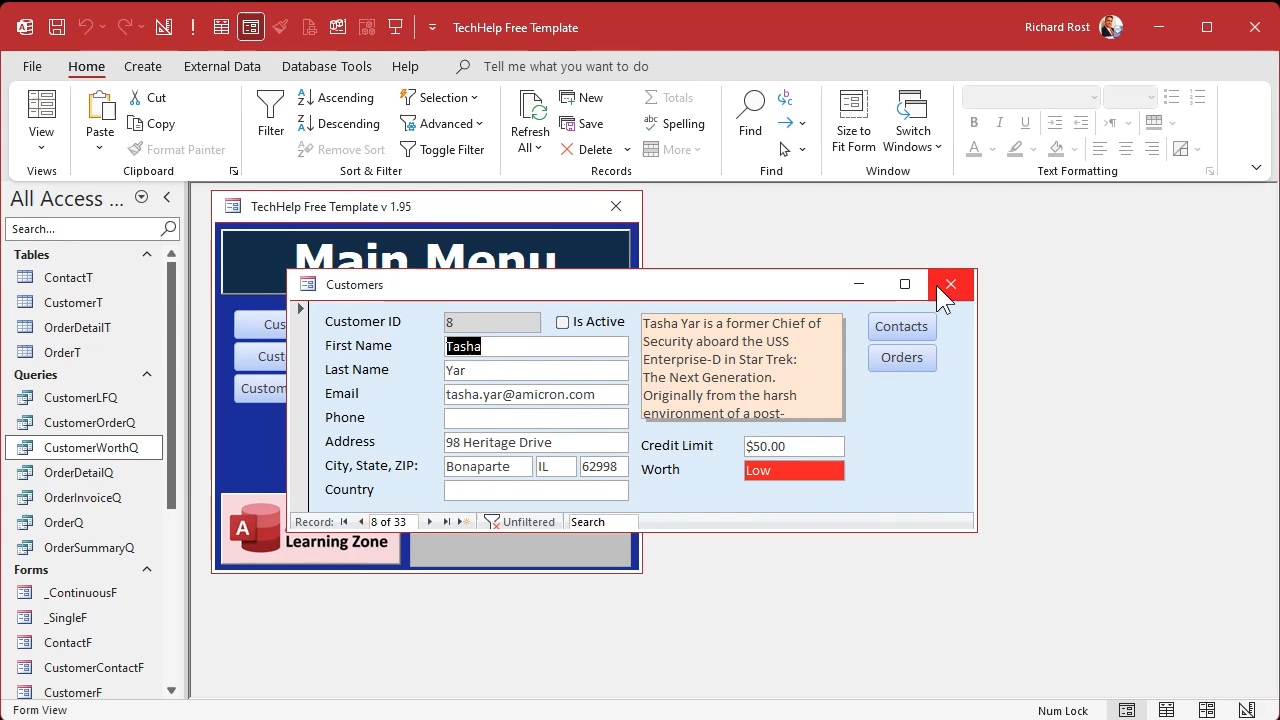 TechHelp Free Template
Richard Rost
File Home Create External Data Database Tools Help Tell me what you want to do
View
Views
Paste
Cut
Copy
Format Painter
Clipboard
Filter
Ascending
Descending
Remove Sort
Selection
Advanced
Toggle Filter
Sort & Filter
Refresh
All
New
Save
Delete
Totals
Spelling
More
Records
Find
Find
Size to
Fit Form
Switch
Windows
Window
Text Formatting
All Access ...
Search...
Tables
ContactT
CustomerT
OrderDetailT
OrderT
Queries
CustomerLFQ
CustomerOrderQ
CustomerWorthQ
OrderDetailQ
OrderInvoiceQ
OrderQ
OrderSummaryQ
Forms
_ContinuousF
_SingleF
ContactF
CustomerContactF
CustomerF
TechHelp Free Template v 1.95
Main Menu
Learning Zone
Customers
Customer ID 8 Is Active
First Name Tasha
Last Name Yar
Email tasha.yar@amicron.com
Phone
Address 98 Heritage Drive
City, State, ZIP: Bonaparte IL 62998
Country
Tasha Yar is a former Chief of
Security aboard the USS
Enterprise-D in Star Trek:
The Next Generation.
Originally from the harsh
environment of a post-
Credit Limit $50.00
Worth Low
Contacts
Orders
Record: 8 of 33 Unfiltered Search
Form View
Num Lock